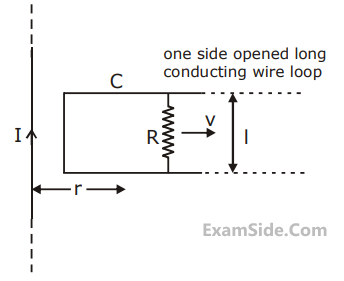 one side opened long
conducting wire loop
C
I
R
v
l
r
ExamSide.Com